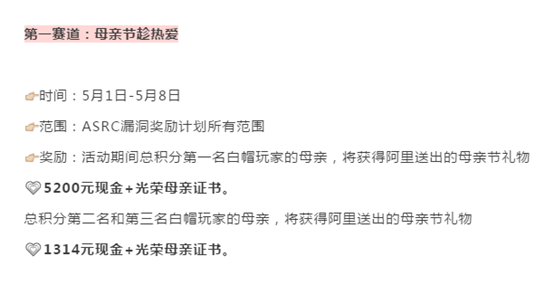 第一赛道：母亲节趁热爱
👉时间：5月1日-5月8日
👉范围：ASRC漏洞奖励计划所有范围
👉奖励：活动期间总积分第一名白帽玩家的母亲，将获得阿里送出的母亲节礼物
💝5200元现金+光荣母亲证书。
总积分第二名和第三名白帽玩家的母亲，将获得阿里送出的母亲节礼物
💝1314元现金+光荣母亲证书。